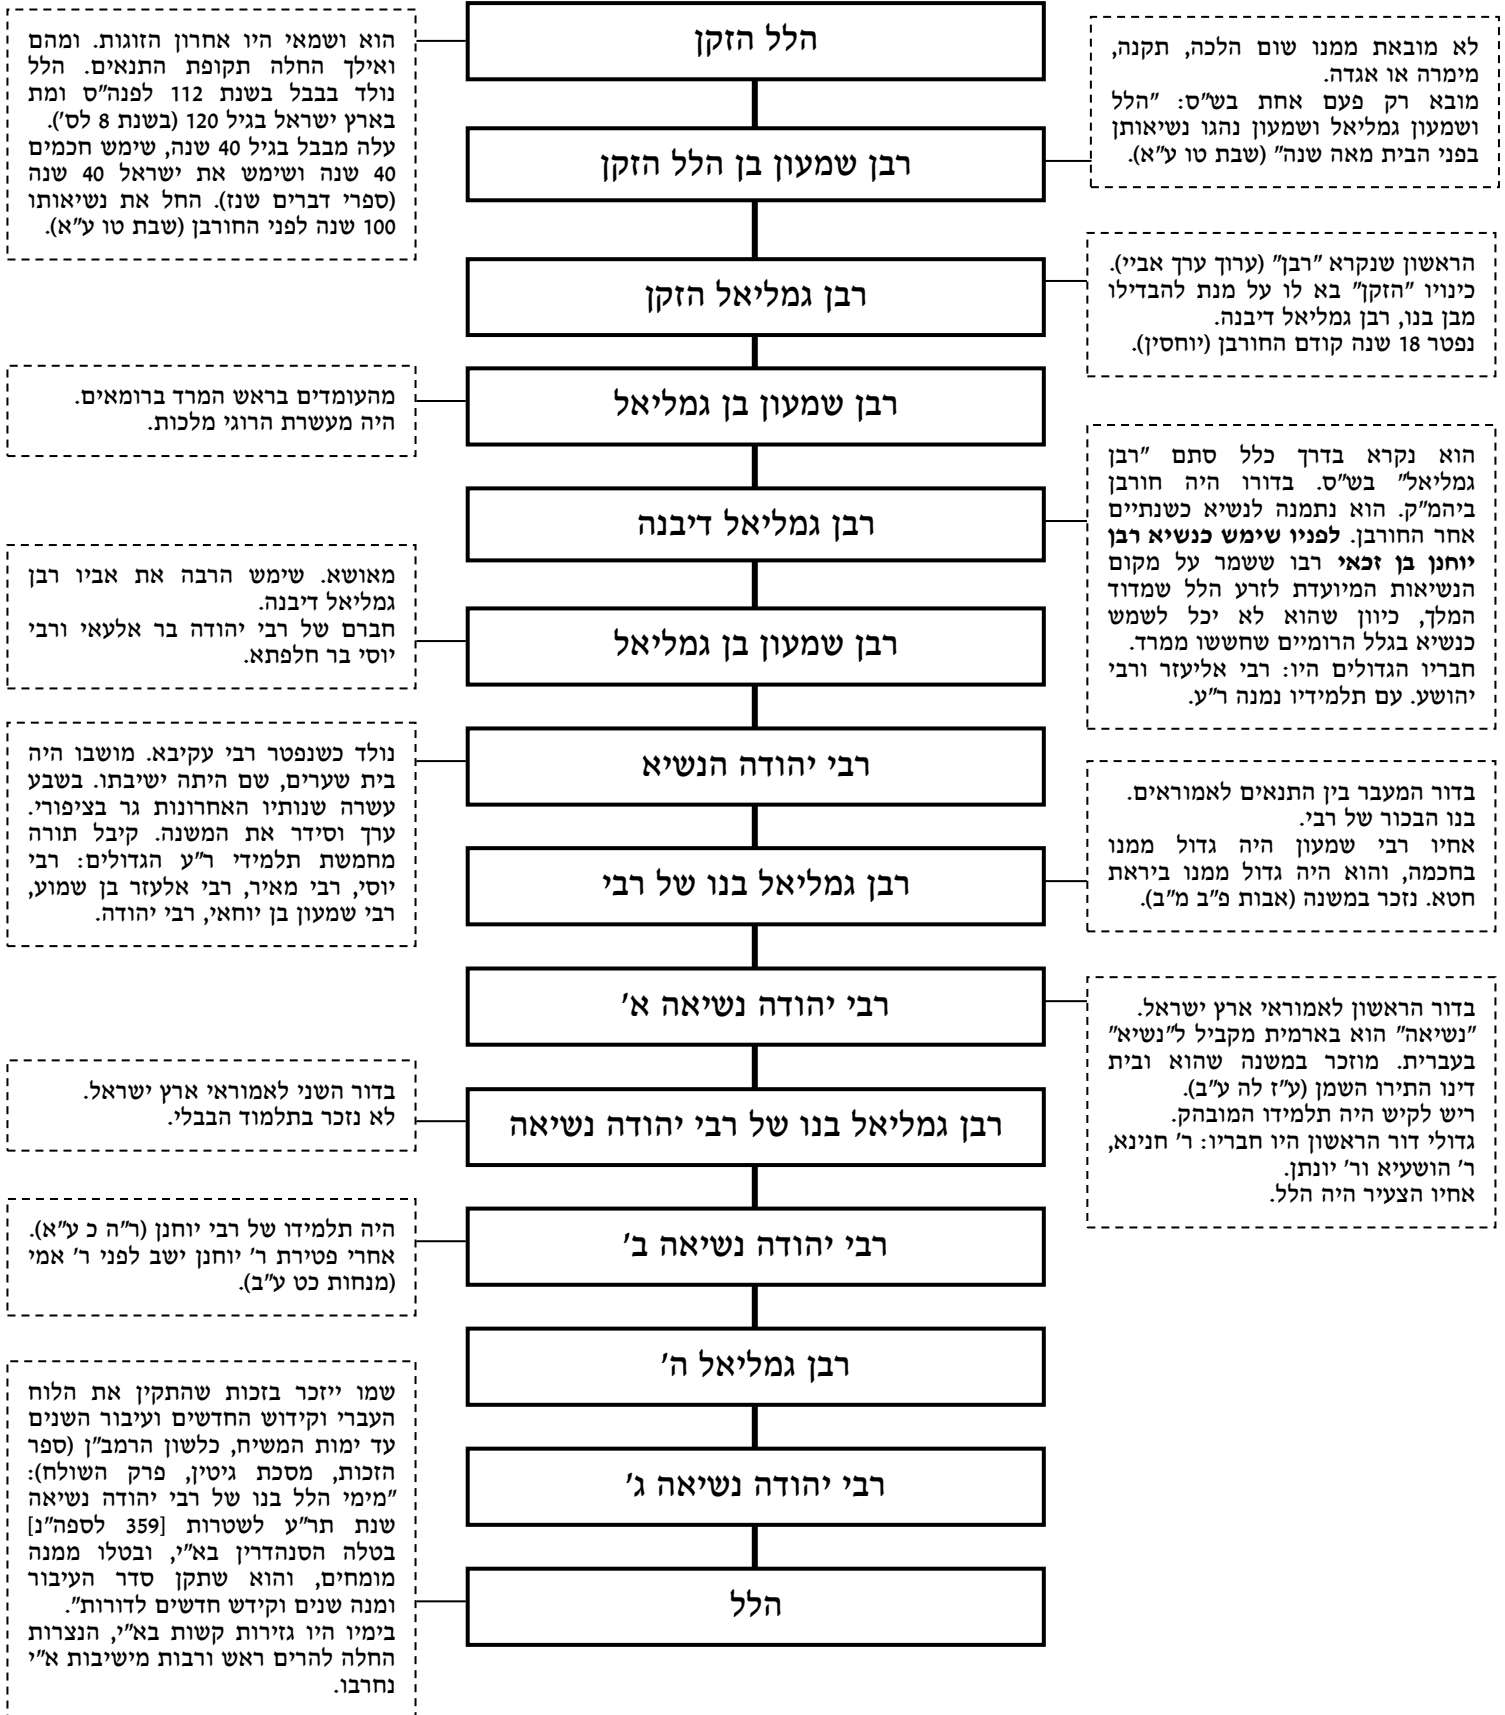 הלל הזקן
הוא ושמאי היו אחרון הזוגות. ומהם
ואילך החלה תקופת התנאים. הלל
נולד בבבל בשנת 112 לפנה"ס ומת
בארץ ישראל בגיל 120 (בשנת 8 לס').
עלה מבבל בגיל 40 שנה, שימש חכמים
40 שנה ושימש את ישראל 40 שנה
(ספרי דברים שנז). החל את נשיאותו
100 שנה לפני החורבן (שבת טו ע"א).
רבן שמעון בן הלל הזקן
לא מובאת ממנו שום הלכה, תקנה,
מימרה או אגדה.
מובא רק פעם אחת בש"ס: "הלל
ושמעון גמליאל ושמעון נהגו נשיאותן
בפני הבית מאה שנה" (שבת טו ע"א).
רבן גמליאל הזקן
הראשון שנקרא "רבן" (ערוך ערך אביי).
כינויו "הזקן" בא לו על מנת להבדילו
מבן בנו, רבן גמליאל דיבנה.
נפטר 18 שנה קודם החורבן (יוחסין).
רבן שמעון בן גמליאל
מהעומדים בראש המרד ברומאים.
היה מעשרת הרוגי מלכות.
רבן גמליאל דיבנה
הוא נקרא בדרך כלל סתם "רבן
גמליאל" בש"ס. בדורו היה חורבן
ביהמ"ק. הוא נתמנה לנשיא כשנתיים
אחר החורבן. לפניו שימש כנשיא רבן
יוחנן בן זכאי רבו ששמר על מקום
הנשיאות המיועדת לזרע הלל שמדוד
המלך, כיוון שהוא לא יכל לשמש
כנשיא בגלל הרומיים שחששו ממרד.
חבריו הגדולים היו: רבי אליעזר ורבי
יהושע. עם תלמידיו נמנה ר"ע.
רבן שמעון בן גמליאל
מאושא. שימש הרבה את אביו רבן
גמליאל דיבנה.
חברם של רבי יהודה בר אלעאי ורבי
יוסי בר חלפתא.
רבי יהודה הנשיא
נולד כשנפטר רבי עקיבא. מושבו היה
בית שערים, שם היתה ישיבתו. בשבע
עשרה שנותיו האחרונות גר בציפורי.
ערך וסידר את המשנה. קיבל תורה
מחמשת תלמידי ר"ע הגדולים: רבי
יוסי, רבי מאיר, רבי אלעזר בן שמוע,
רבי שמעון בן יוחאי, רבי יהודה.
רבן גמליאל בנו של רבי
בדור המעבר בין התנאים לאמוראים.
בנו הבכור של רבי.
אחיו רבי שמעון היה גדול ממנו
בחכמה, והוא היה גדול ממנו ביראת
חטא. נזכר במשנה (אבות פ"ב מ"ב).
רבי יהודה נשיאה א'
בדור הראשון לאמוראי ארץ ישראל.
"נשיאה" הוא בארמית מקביל ל"נשיא"
בעברית. מוזכר במשנה שהוא ובית
דינו התירו השמן (ע"ז לה ע"ב).
ריש לקיש היה תלמידו המובהק.
גדולי דור הראשון היו חבריו: ר' חנינא,
ר' הושעיא ור' יונתן.
אחיו הצעיר היה הלל.
רבן גמליאל בנו של רבי יהודה נשיאה
בדור השני לאמוראי ארץ ישראל.
לא נזכר בתלמוד הבבלי.
רבי יהודה נשיאה ב'
היה תלמידו של רבי יוחנן (ר"ה כ ע"א).
אחרי פטירת ר' יוחנן ישב לפני ר' אמי
(מנחות כט ע"ב).
רבן גמליאל ה'
רבי יהודה נשיאה ג'
הלל
שמו ייזכר בזכות שהתקין את הלוח
העברי וקידוש החדשים ועיבור השנים
עד ימות המשיח, כלשון הרמב"ן (ספר
הזכות, מסכת גיטין, פרק השולח):
"מימי הלל בנו של רבי יהודה נשיאה
שנת תר"ע לשטרות [359 לספה"נ]
בטלה הסנהדרין בא"י, ובטלו ממנה
מומחים, והוא שתקן סדר העיבור
ומנה שנים וקידש חדשים לדורות".
בימיו היו גזירות קשות בא"י, הנצרות
החלה להרים ראש ורבות מישיבות א"י
נחרבו.